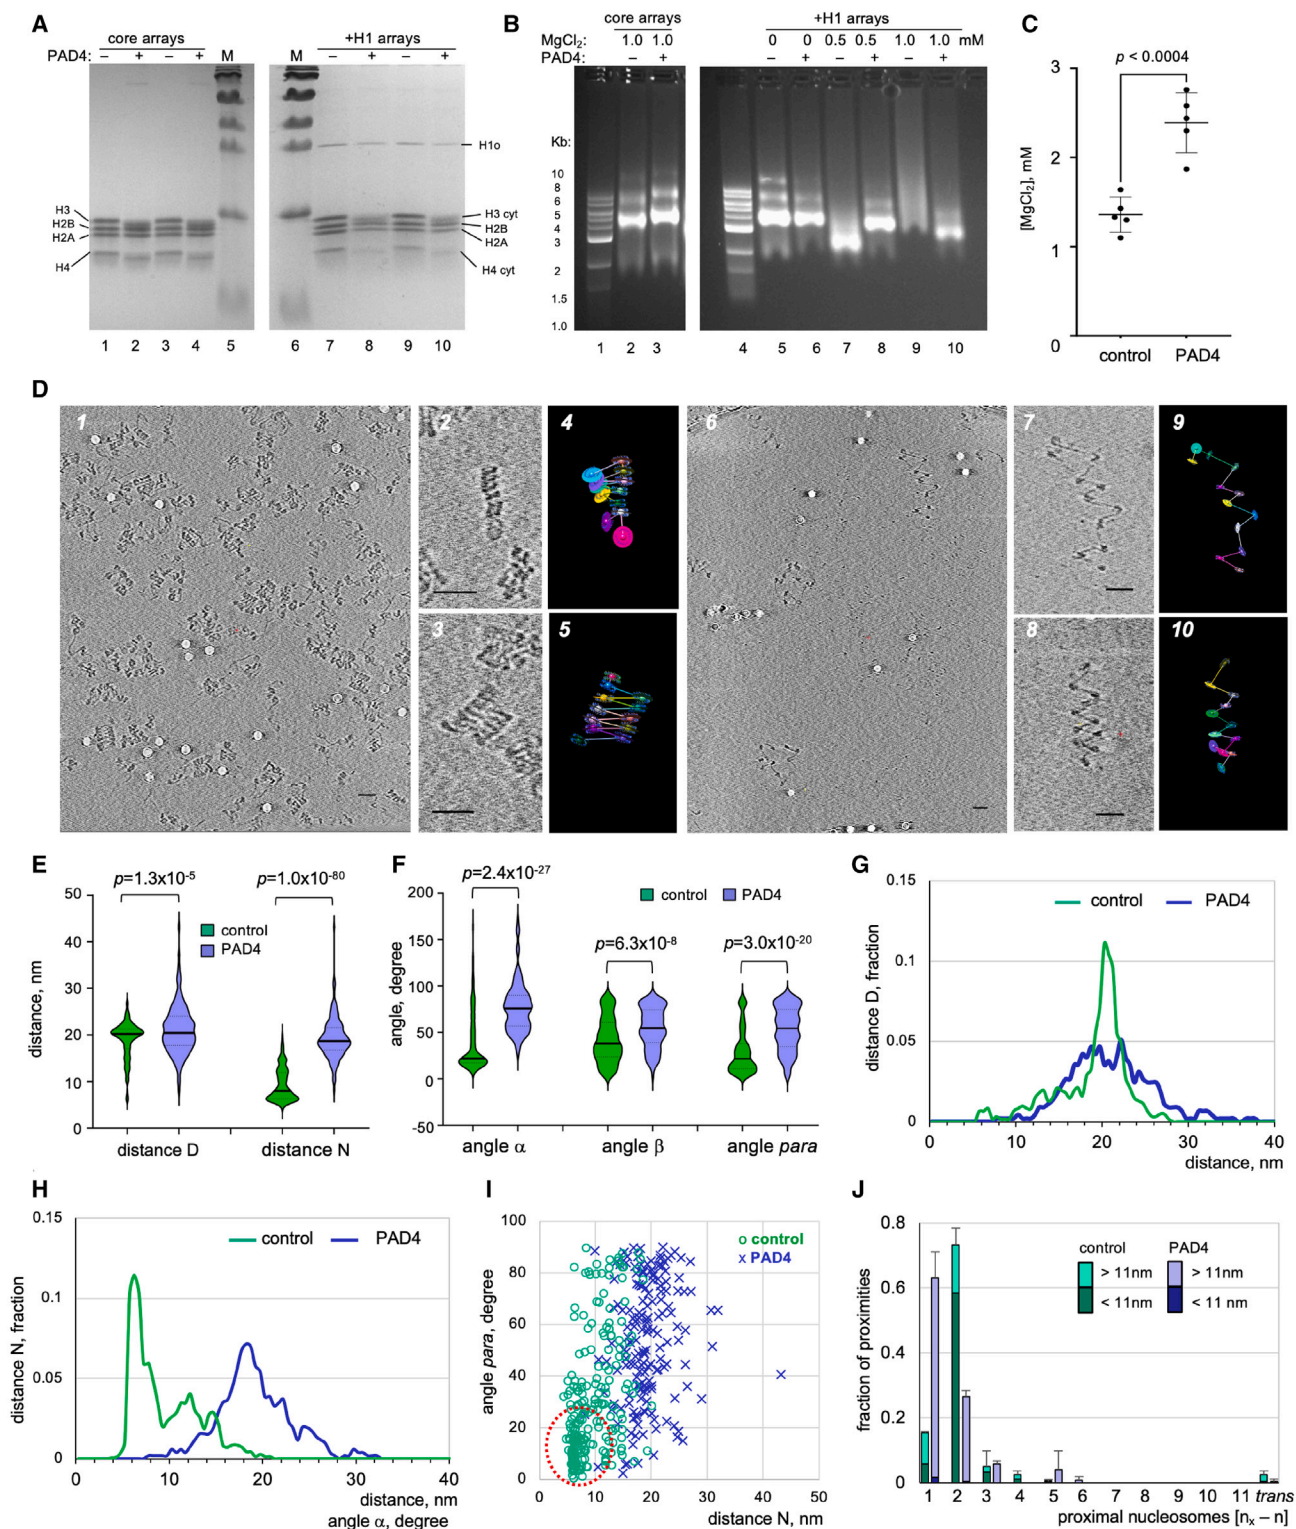 A
core arrays
PAD4: – + – + M
H3
H2B
H2A
H4
1 2 3 4 5
+H1 arrays
M – + – +
H1o
H3 cyt
H2B
H2A
H4 cyt
6 7 8 9 10
B
core arrays
MgCl2: 1.0 1.0
PAD4: – +
+H1 arrays
0 0 0.5 0.5 1.0 1.0 mM
– + – + – +
Kb:
10
8
6
5
4
3
2
1.5
1.0
1 2 3 4 5 6 7 8 9 10
C
p < 0.0004
[MgCl2], mM
3
2
1
0
control PAD4
D
1
2
3
4
5
6
7
8
9
10
E
p=1.3x10-5 p=1.0x10-80
control
PAD4
distance, nm
50
40
30
20
10
0
distance D distance N
F
p=2.4x10-27
control PAD4
p=6.3x10-8 p=3.0x10-20
angle, degree
200
150
100
50
0
-50
angle α angle β angle para
G
control PAD4
distance D, fraction
0.15
0.1
0.05
0
0 10 20 30 40
distance, nm
H
control PAD4
distance N, fraction
0.15
0.1
0.05
0
0 10 20 30 40
distance, nm
angle α, degree
I
o control
x PAD4
angle para, degree
100
80
60
40
20
0
0 10 20 30 40 50
distance N, nm
J
control PAD4
> 11nm > 11nm
< 11nm < 11 nm
fraction of proximities
0.8
0.6
0.4
0.2
0
1 2 3 4 5 6 7 8 9 10 11 trans
proximal nucleosomes [nx – n]